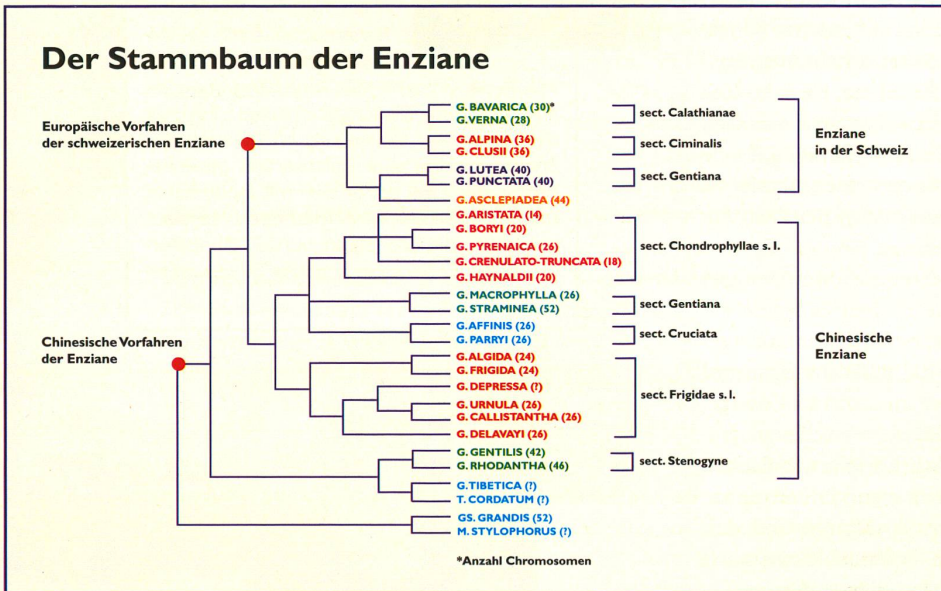 Der Stammbaum der Enziane
Europäische Vorfahren
der schweizerischen Enziane
Chinesische Vorfahren
der Enziane
G. BAVARICA (30)*
G. VERNA (28)
G. ALPINA (36)
G. CLUSII (36)
G. LUTEA (40)
G. PUNCTATA (40)
G. ASCLEPIADEA (44)
G. ARISTATA (14)
G. BORYI (20)
G. PYRENAICA (26)
G. CRENULATO-TRUNCATA (18)
G. HAYNALDII (20)
G. MACROPHYLLA (26)
G. STRAMINEA (52)
G. AFFINIS (26)
G. PARRYI (26)
G. ALGIDA (24)
G. FRIGIDA (24)
G. DEPRESSA (?)
G. URNULA (26)
G. CALLISTANTHA (26)
G. DELAVAYI (26)
G. GENTILIS (42)
G. RHODANTHA (46)
G. TIBETICA (?)
T. CORDATUM (?)
GS. GRANDIS (52)
M. STYLOPHORUS (?)
sect. Calathianae
sect. Ciminalis
sect. Gentiana
sect. Chondrophyllae s. l.
sect. Gentiana
sect. Cruciata
sect. Frigidae s. l.
sect. Stenogyne
Enziane
in der Schweiz
Chinesische
Enziane
*Anzahl Chromosomen